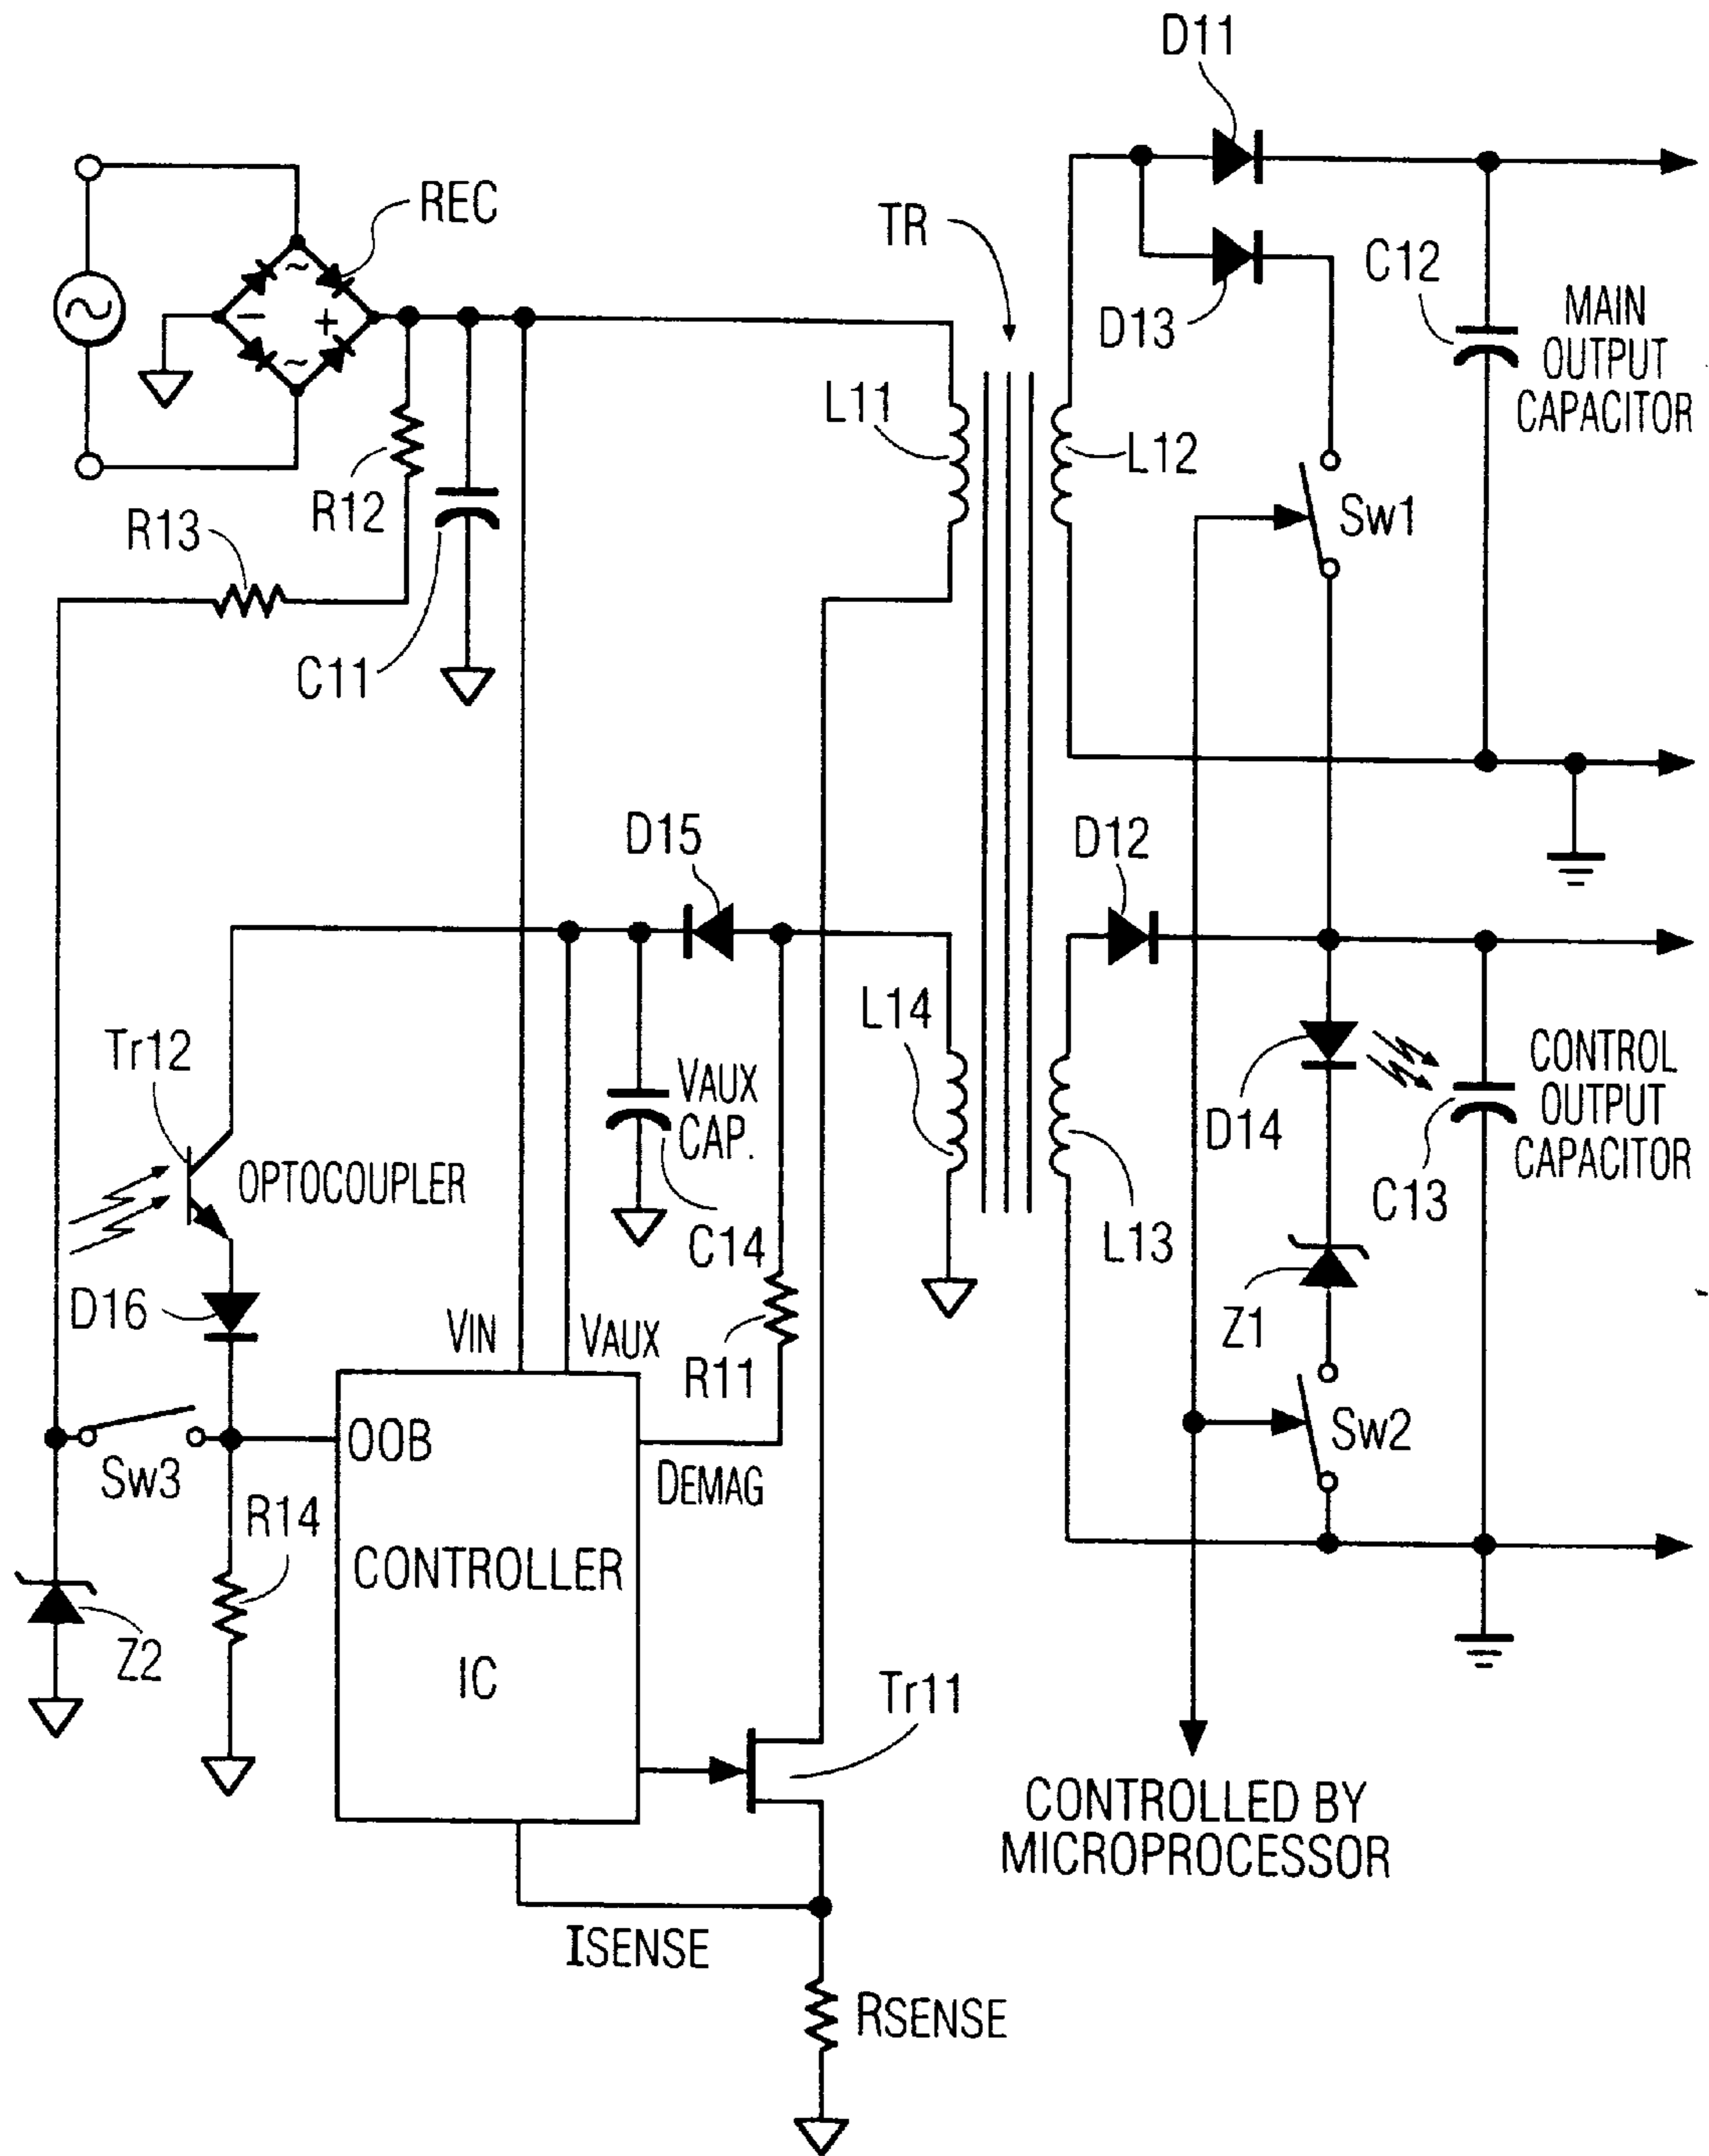 D11
REC
TR
C12
D13
MAIN
OUTPUT
CAPACITOR
~
−
+
~
L11
L12
R12
Sw1
R13
C11
D15
D12
L14
Tr12
VAUX
CAP.
D14
CONTROL
OUTPUT
CAPACITOR
OPTOCOUPLER
C13
C14
L13
D16
VIN
VAUX
Z1
R11
OOB
Sw2
Sw3
DEMAG
R14
CONTROLLER
IC
Z2
Tr11
CONTROLLED BY
MICROPROCESSOR
ISENSE
RSENSE